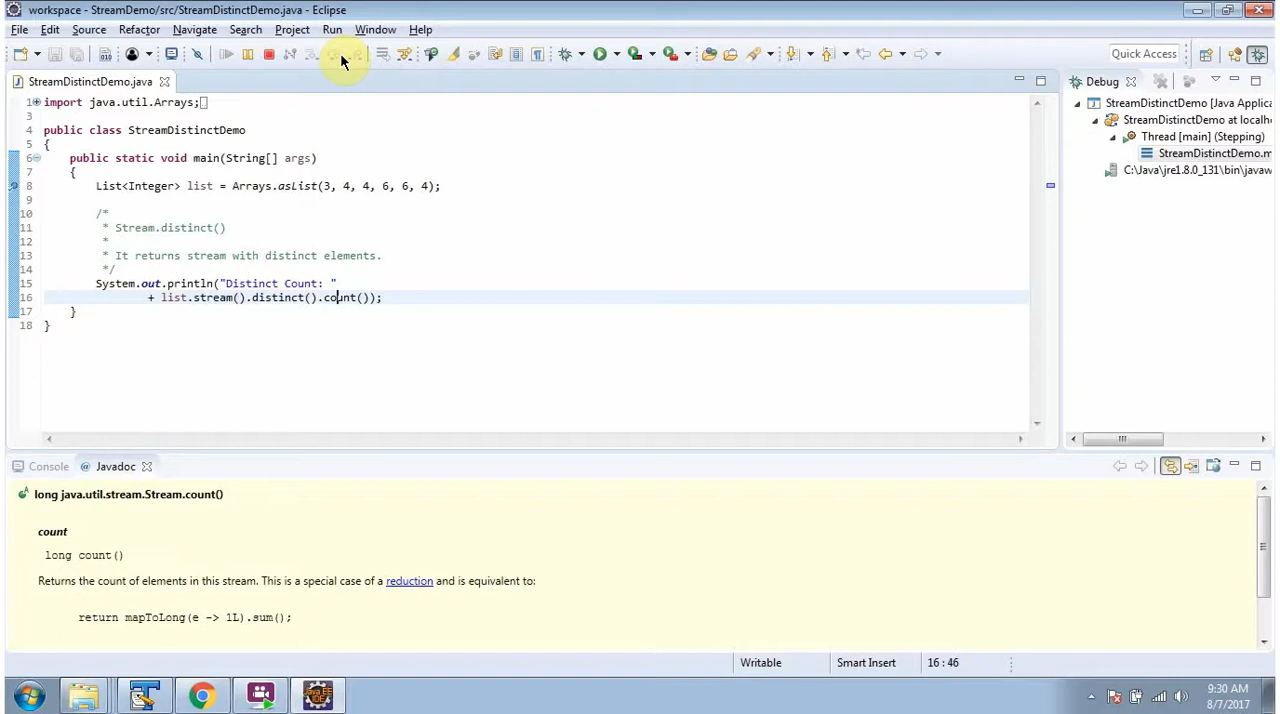 workspace - StreamDemo/src/StreamDistinctDemo.java - Eclipse
File Edit Source Refactor Navigate Search Project Run Window Help
Quick Access
StreamDistinctDemo.java
1 import java.util.Arrays;
3
4 public class StreamDistinctDemo
5 {
6 public static void main(String[] args)
7 {
8 List<Integer> list = Arrays.asList(3, 4, 4, 6, 6, 4);
9
10 /*
11 * Stream.distinct()
12 *
13 * It returns stream with distinct elements.
14 */
15 System.out.println("Distinct Count: "
16 + list.stream().distinct().count());
17 }
18 }
Debug
StreamDistinctDemo [Java Applica
StreamDistinctDemo at localho
Thread [main] (Stepping)
StreamDistinctDemo.m
C:\Java\jre1.8.0_131\bin\javaw
Console Javadoc
long java.util.stream.Stream.count()
count
long count()
Returns the count of elements in this stream. This is a special case of a reduction and is equivalent to:
return mapToLong(e -> 1L).sum();
Writable Smart Insert 16 : 46
Java EE
IDE
9:30 AM
8/7/2017